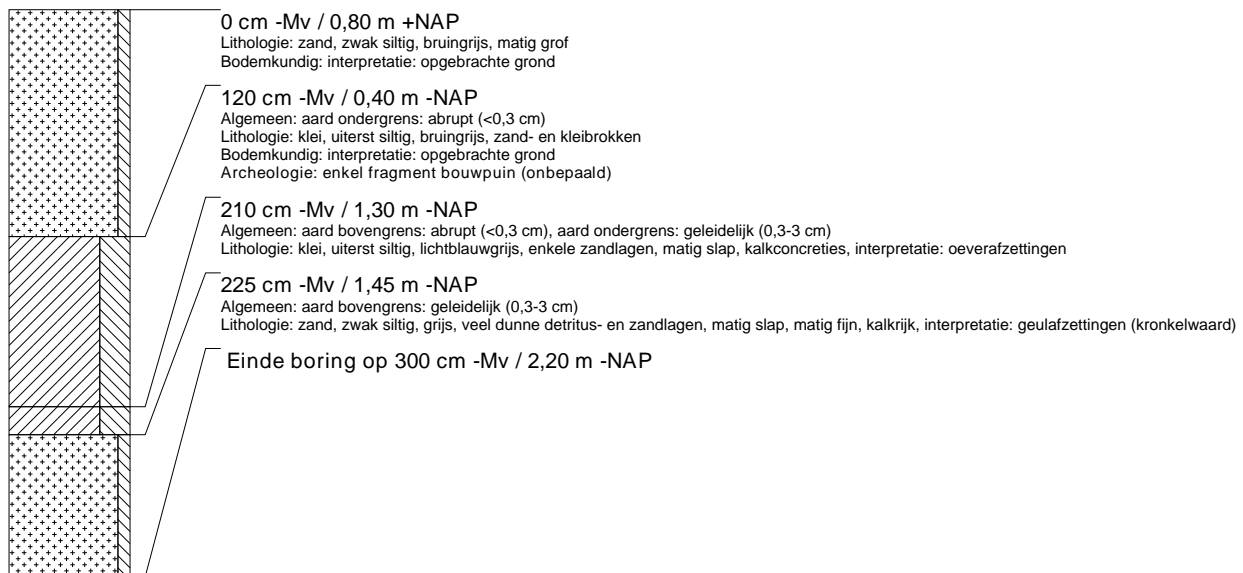 0 cm -Mv / 0,80 m +NAP
Lithologie: zand, zwak siltig, bruingrijs, matig grof
Bodemkundig: interpretatie: opgebrachte grond
120 cm -Mv / 0,40 m -NAP
Algemeen: aard ondergrens: abrupt (<0,3 cm)
Lithologie: klei, uiterst siltig, bruingrijs, zand- en kleibrokken
Bodemkundig: interpretatie: opgebrachte grond
Archeologie: enkel fragment bouwpuin (onbepaald)
210 cm -Mv / 1,30 m -NAP
Algemeen: aard bovengrens: abrupt (<0,3 cm), aard ondergrens: geleidelijk (0,3-3 cm)
Lithologie: klei, uiterst siltig, lichtblauwgrijs, enkele zandlagen, matig slap, kalkconcreties, interpretatie: oeverafzettingen
225 cm -Mv / 1,45 m -NAP
Algemeen: aard bovengrens: geleidelijk (0,3-3 cm)
Lithologie: zand, zwak siltig, grijs, veel dunne detritus- en zandlagen, matig slap, matig fijn, kalkrijk, interpretatie: geulafzettingen (kronkelwaard)
Einde boring op 300 cm -Mv / 2,20 m -NAP